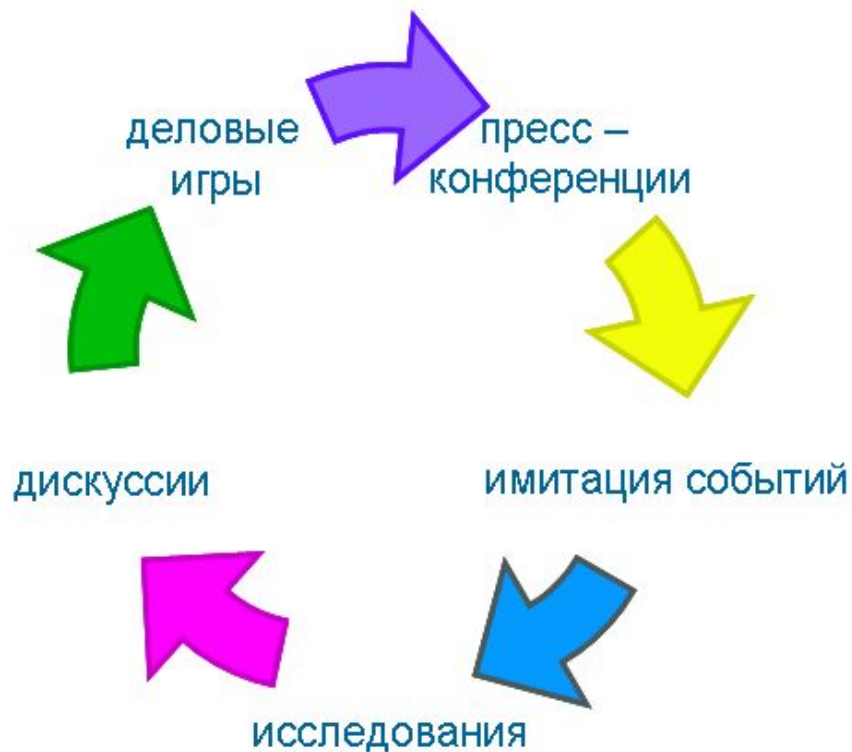 деловые
игры
пресс –
конференции
имитация событий
исследования
дискуссии